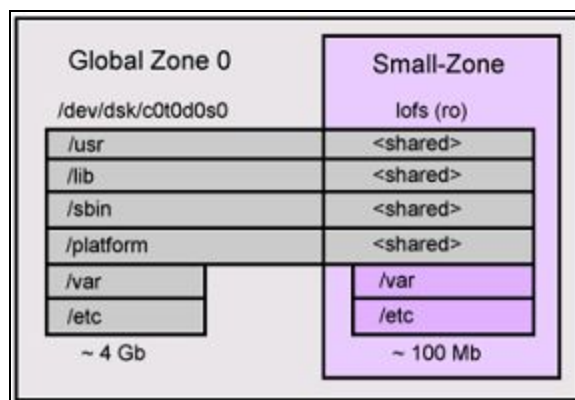 Global Zone 0
Small-Zone
/dev/dsk/c0t0d0s0
lofs (ro)
/usr
<shared>
/lib
<shared>
/sbin
<shared>
/platform
<shared>
/var
/var
/etc
/etc
~ 4 Gb
~ 100 Mb